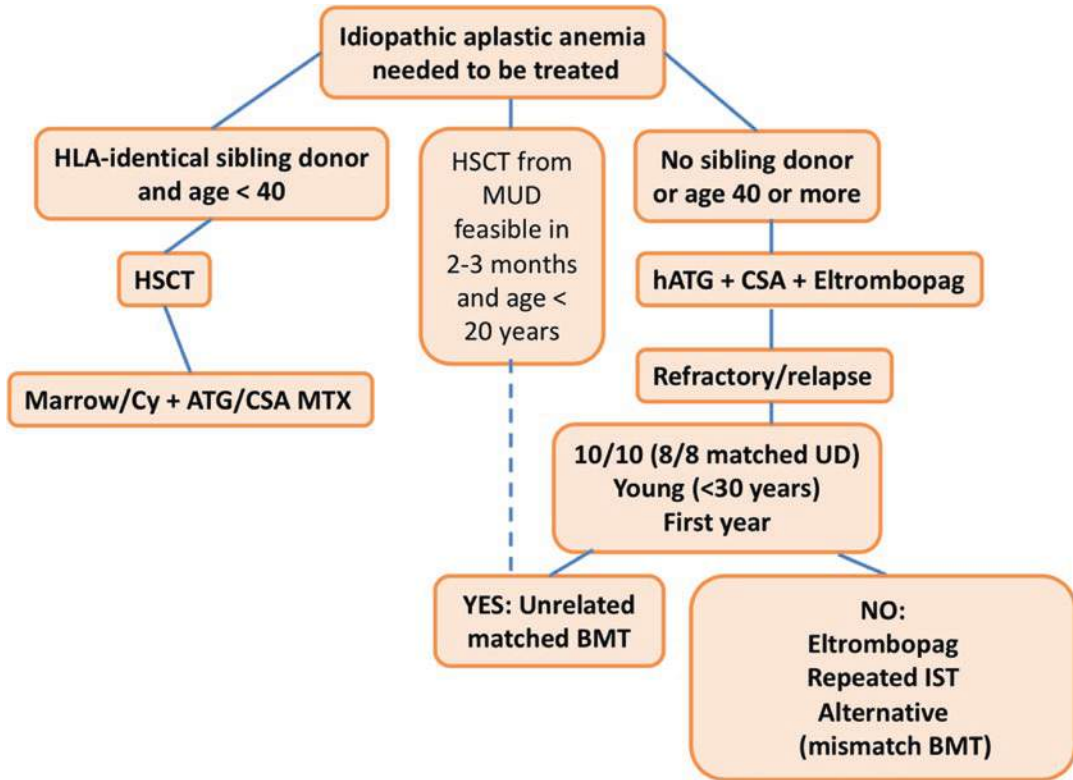 Idiopathic aplastic anemia
needed to be treated
HLA-identical sibling donor
and age < 40
HSCT
Marrow/Cy + ATG/CSA MTX
HSCT from
MUD
feasible in
2-3 months
and age <
20 years
No sibling donor
or age 40 or more
hATG + CSA + Eltrombopag
Refractory/relapse
10/10 (8/8 matched UD)
Young (<30 years)
First year
YES: Unrelated
matched BMT
NO:
Eltrombopag
Repeated IST
Alternative
(mismatch BMT)